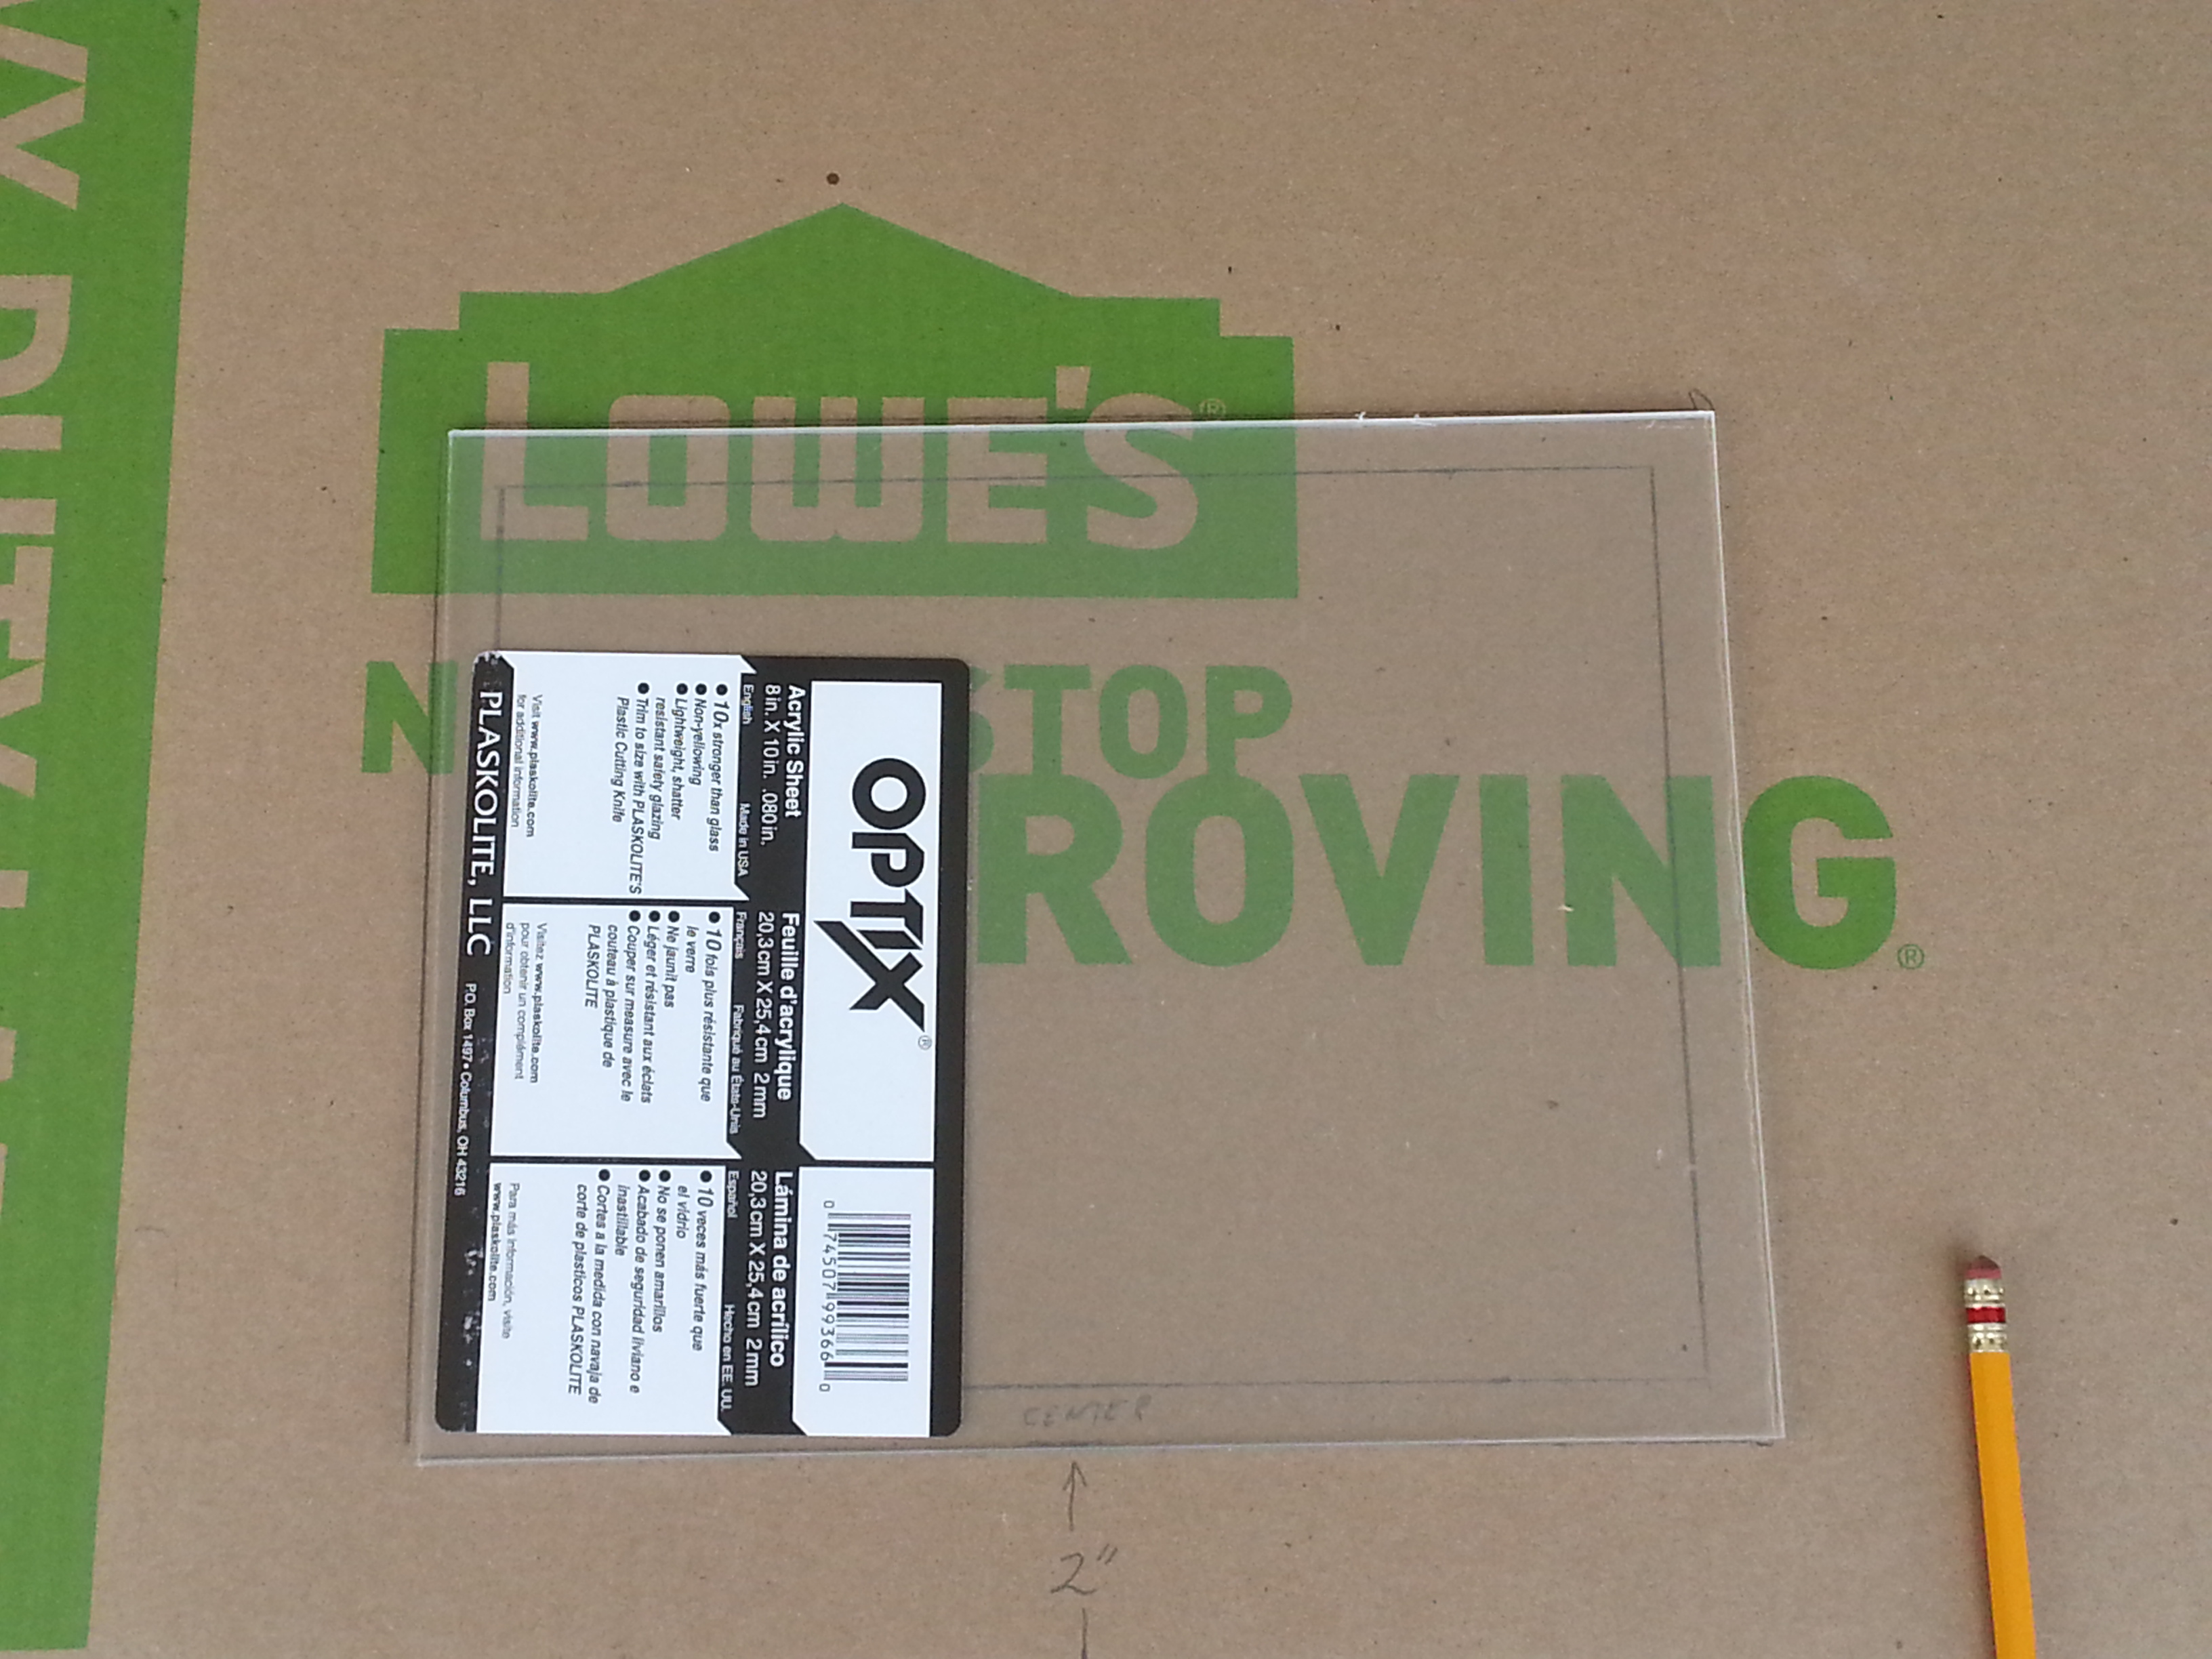 OPTIX®
0 74507 99366 0
Acrylic Sheet
8 in. X 10 in. .080 in.
English Made in USA
● 10x stronger than glass
● Non-yellowing
● Lightweight, shatter
resistant safety glazing
● Trim to size with PLASKOLITE'S
Plastic Cutting Knife
Visit www.plaskolite.com
for additional information
Feuille d'acrylique
20,3 cm X 25,4 cm 2 mm
Français Fabriqué au États-Unis
● 10 fois plus résistante que
le verre
● Ne jaunit pas
● Léger et résistant aux éclats
● Couper sur measure avec le
couteau à plastique de
PLASKOLITE
Visitez www.plaskolite.com
pour obtenir un complément
d'information
Lámina de acrílico
20,3 cm X 25,4 cm 2 mm
Español Hecho en EE. UU.
● 10 veces más fuerte que
el vidrio
● No se ponen amarillos
● Acabado de seguridad liviano e
inastillable
● Cortes a la medida con navaja de
corte de plasticos PLASKOLITE
Para más información, visite
www.plaskolite.com
PLASKOLITE, LLC P.O. Box 1497 • Columbus, OH 43216
LOWE'S®
N STOP
ROVING®
DUTY
CENTER
2"